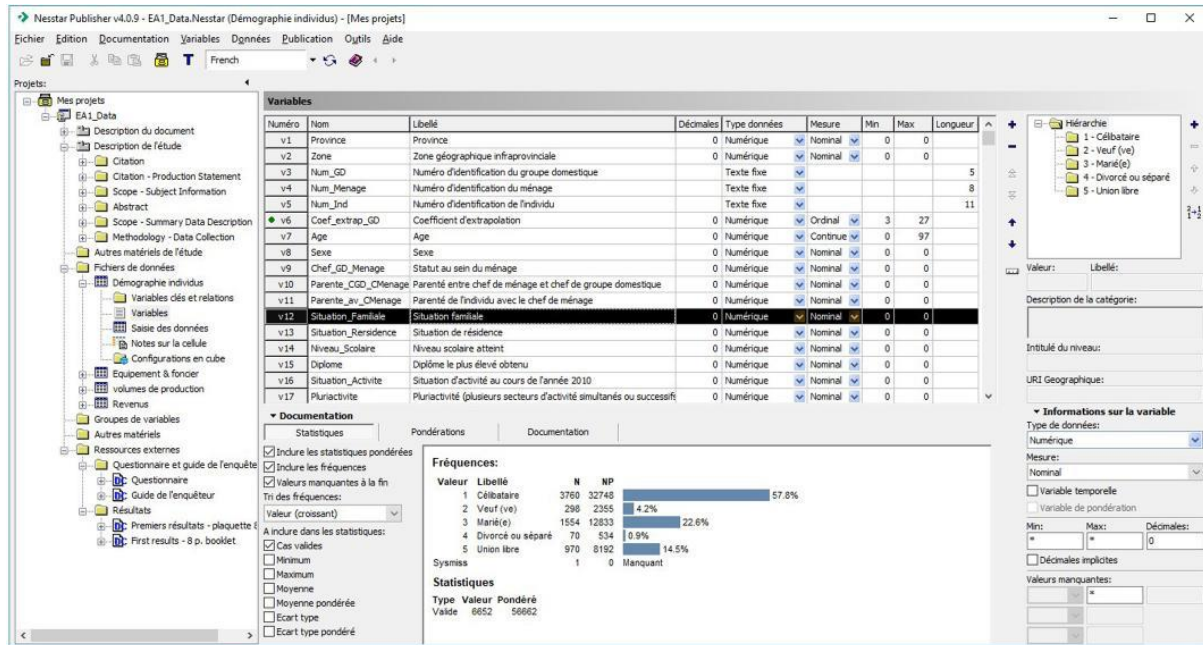 Nesstar Publisher v4.0.9 - EA1_Data.Nesstar (Démographie individus) - [Mes projets]
Eichier Edition Documentation Variables Données Publication Outils Aide
T French
Projets:
Mes projets
EA1_Data
Description du document
Description de l'étude
Citation
Citation - Production Statement
Scope - Subject Information
Abstract
Scope - Summary Data Description
Methodology - Data Collection
Autres matériels de l'étude
Fichiers de données
Démographie individus
Variables clés et relations
Variables
Saisie des données
Notes sur la cellule
Configurations en cube
Equipement & foncier
volumes de production
Revenus
Groupes de variables
Autres matériels
Ressources externes
Questionnaire et guide de l'enquête
Questionnaire
Guide de l'enquêteur
Résultats
Premiers résultats - plaquette 8
First results - 8 p. booklet
Variables
Numéro Nom Libellé Décimales Type données Mesure Min Max Longueur
v1 Province Province 0 Numérique Nominal 0 0
v2 Zone Zone géographique infraprovinciale 0 Numérique Nominal 0 0
v3 Num_GD Numéro d'identification du groupe domestique Texte fixe 5
v4 Num_Menage Numéro d'identification du ménage Texte fixe 8
v5 Num_Ind Numéro d'identification de l'individu Texte fixe 11
v6 Coef_extrap_GD Coefficient d'extrapolation 0 Numérique Ordinal 3 27
v7 Age Age 0 Numérique Continue 0 97
v8 Sexe Sexe 0 Numérique Nominal 0 0
v9 Chef_GD_Menage Statut au sein du ménage 0 Numérique Nominal 0 0
v10 Parente_CGD_CMenage Parenté entre chef de ménage et chef de groupe domestique 0 Numérique Nominal 0 0
v11 Parente_av_CMenage Parenté de l'individu avec le chef de ménage 0 Numérique Nominal 0 0
v12 Situation_Familiale Situation familiale 0 Numérique Nominal 0 0
v13 Situation_Rersidence Situation de résidence 0 Numérique Nominal 0 0
v14 Niveau_Scolaire Niveau scolaire atteint 0 Numérique Nominal 0 0
v15 Diplome Diplôme le plus élevé obtenu 0 Numérique Nominal 0 0
v16 Situation_Activite Situation d'activité au cours de l'année 2010 0 Numérique Nominal 0 0
v17 Pluriactivite Pluriactivité (plusieurs secteurs d'activité simultanés ou successifs 0 Numérique Nominal 0 0
Documentation
Statistiques Pondérations Documentation
Indure les statistiques pondérées
Indure les fréquences
Valeurs manquantes à la fin
Tri des fréquences:
Valeur (croissant)
A indure dans les statistiques:
Cas valides
Minimum
Maximum
Moyenne
Moyenne pondérée
Ecart type
Ecart type pondéré
Fréquences:
Valeur Libellé N NP
1 Célibataire 3760 32748 57.8%
2 Veuf (ve) 298 2355 4.2%
3 Marié(e) 1554 12833 22.6%
4 Divorcé ou séparé 70 534 0.9%
5 Union libre 970 8192 14.5%
Sysmiss 1 0 Manquant
Statistiques
Type Valeur Pondéré
Valide 6652 56662
Hiérarchie
1 - Célibataire
2 - Veuf (ve)
3 - Marié(e)
4 - Divorcé ou séparé
5 - Union libre
Valeur: Libellé:
Description de la catégorie:
Intitulé du niveau:
URI Geographique:
Informations sur la variable
Type de données:
Numérique
Mesure:
Nominal
Variable temporelle
Variable de pondération
Min: Max: Décimales:
* * 0
Décimales implicites
Valeurs manquantes:
*